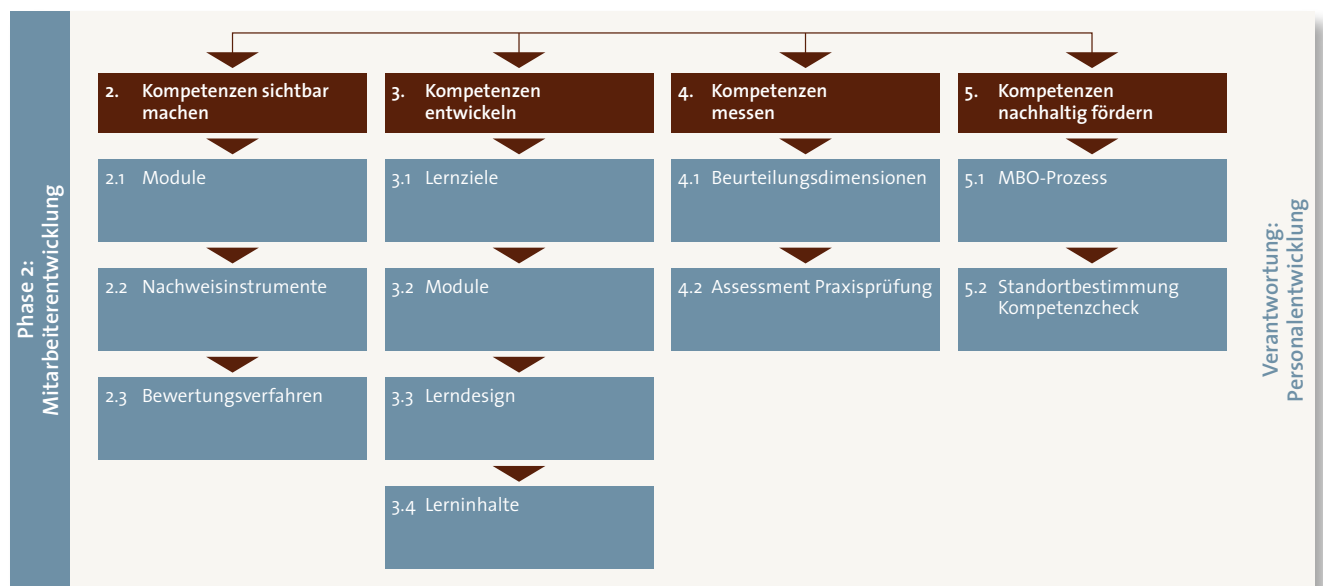 Phase 2:
Mitarbeiterentwicklung
2. Kompetenzen sichtbar
machen
2.1 Module
2.2 Nachweisinstrumente
2.3 Bewertungsverfahren
3. Kompetenzen
entwickeln
3.1 Lernziele
3.2 Module
3.3 Lerndesign
3.4 Lerninhalte
4. Kompetenzen
messen
4.1 Beurteilungsdimensionen
4.2 Assessment Praxisprüfung
5. Kompetenzen
nachhaltig fördern
5.1 MBO-Prozess
5.2 Standortbestimmung
Kompetenzcheck
Verantwortung:
Personalentwicklung